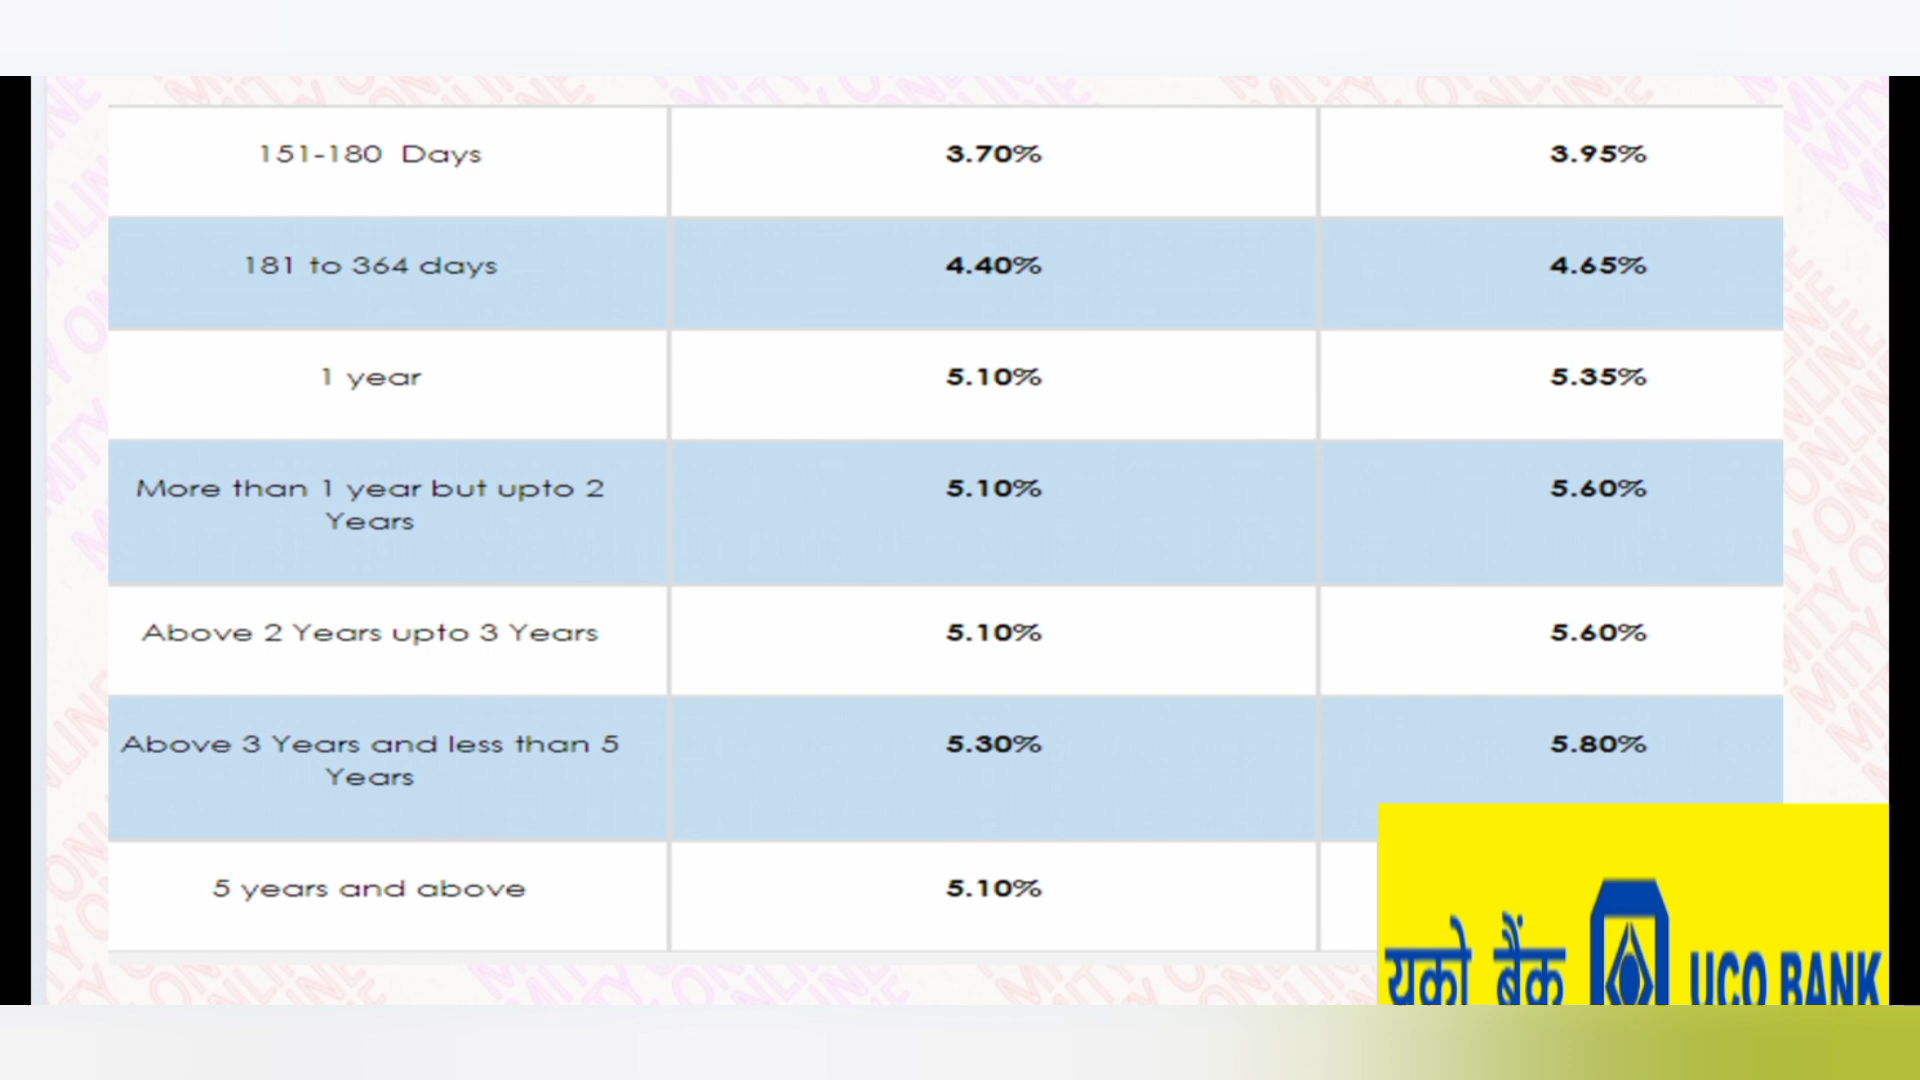 151-180 Days 3.70% 3.95%
181 to 364 days 4.40% 4.65%
1 year 5.10% 5.35%
More than 1 year but upto 2 5.10% 5.60%
Years
Above 2 Years upto 3 Years 5.10% 5.60%
Above 3 Years and less than 5 5.30% 5.80%
Years
5 years and above 5.10%
यूको बैंक UCO BANK
MITY ONLINE